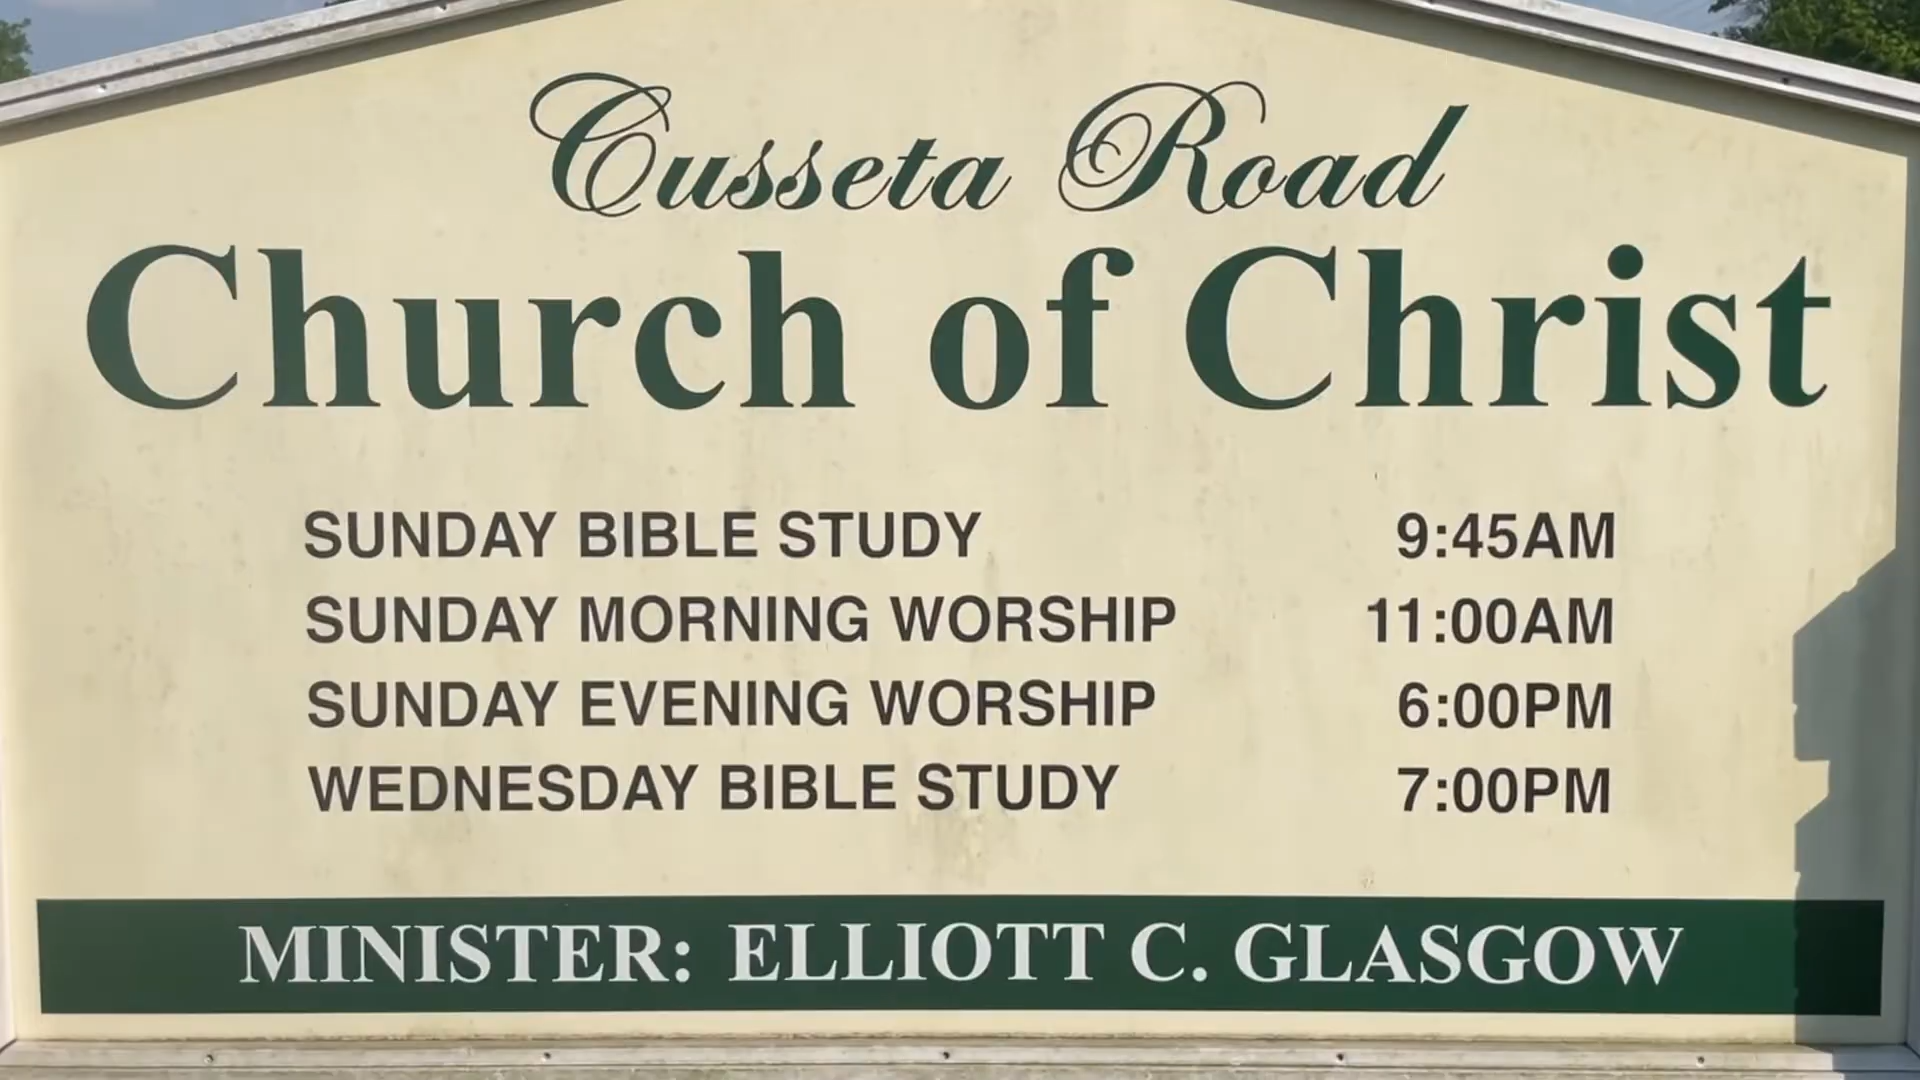 Cusseta Road
Church of Christ
SUNDAY BIBLE STUDY 9:45AM
SUNDAY MORNING WORSHIP 11:00AM
SUNDAY EVENING WORSHIP 6:00PM
WEDNESDAY BIBLE STUDY 7:00PM
MINISTER: ELLIOTT C. GLASGOW